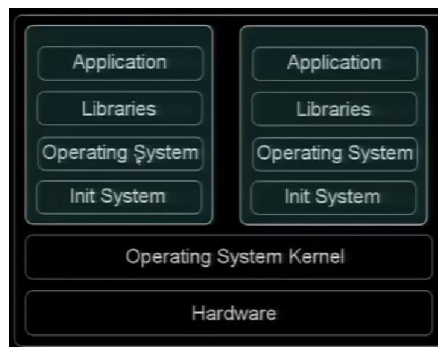 Application
Libraries
Operating System
Init System
Application
Libraries
Operating System
Init System
Operating System Kernel
Hardware